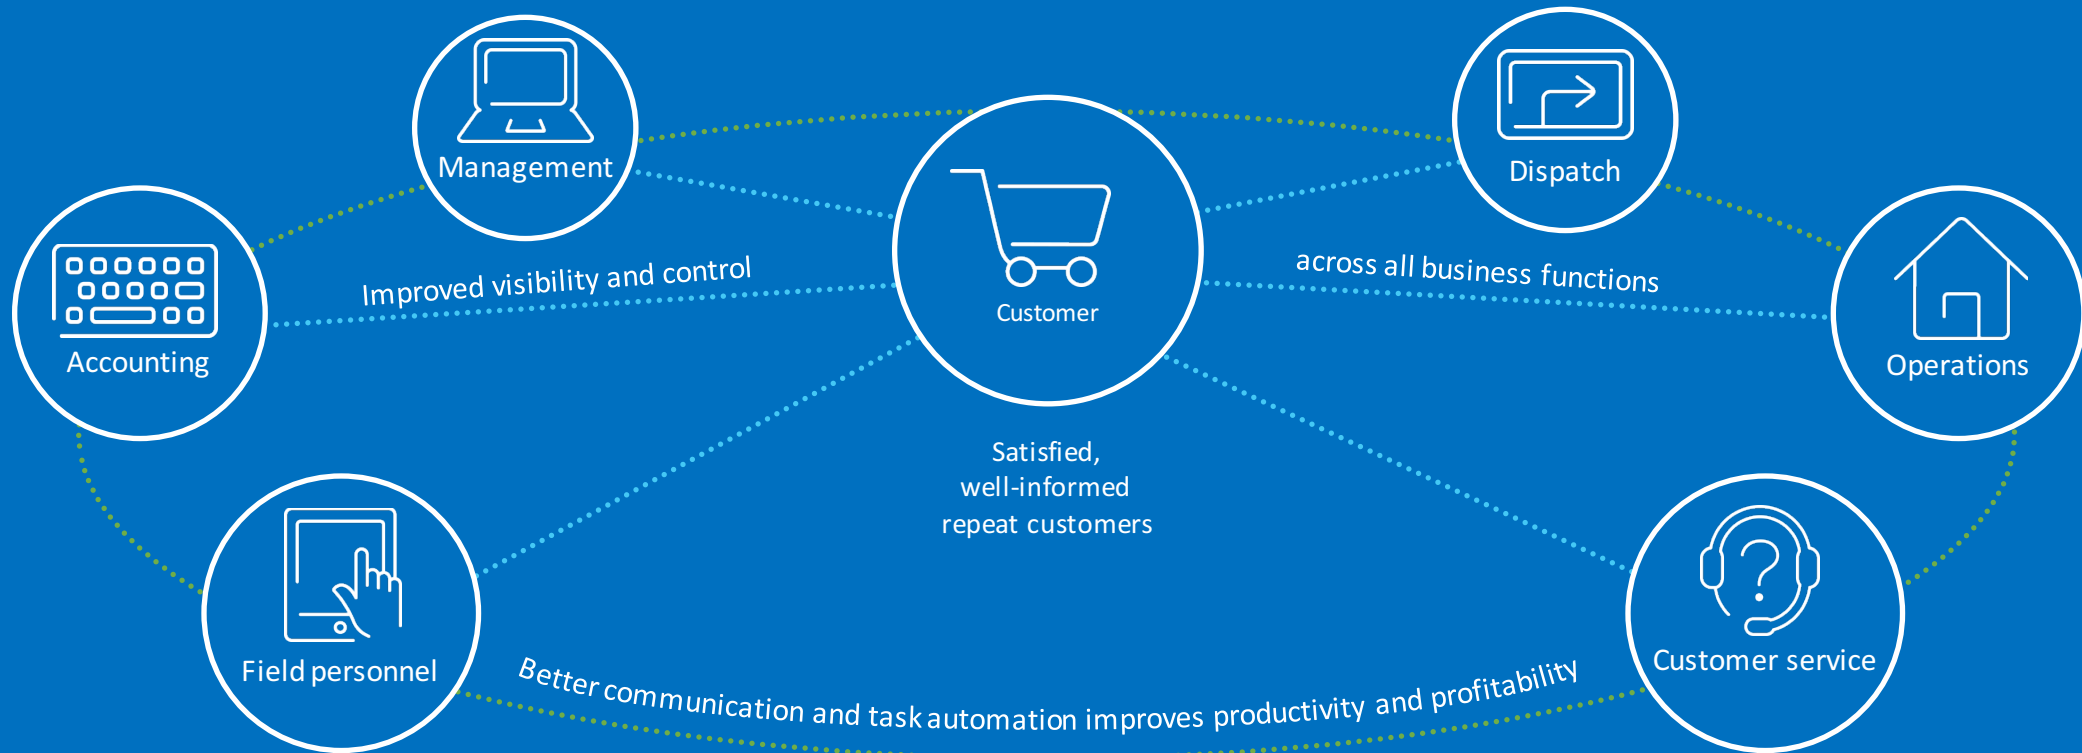 Management
Dispatch
Accounting
Improved visibility and control
Customer
across all business functions
Operations
Satisfied,
well-informed
repeat customers
Field personnel
Better communication and task automation improves productivity and profitability
Customer service